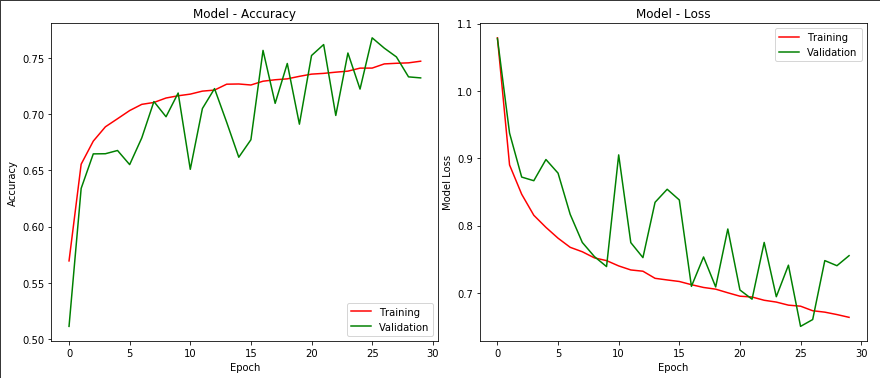 Model - Accuracy
Accuracy
0.75
0.70
0.65
0.60
0.55
0.50
0
5
10
15
20
25
30
Epoch
Training
Validation
Model - Loss
Model Loss
1.1
1.0
0.9
0.8
0.7
0
5
10
15
20
25
30
Epoch
Training
Validation